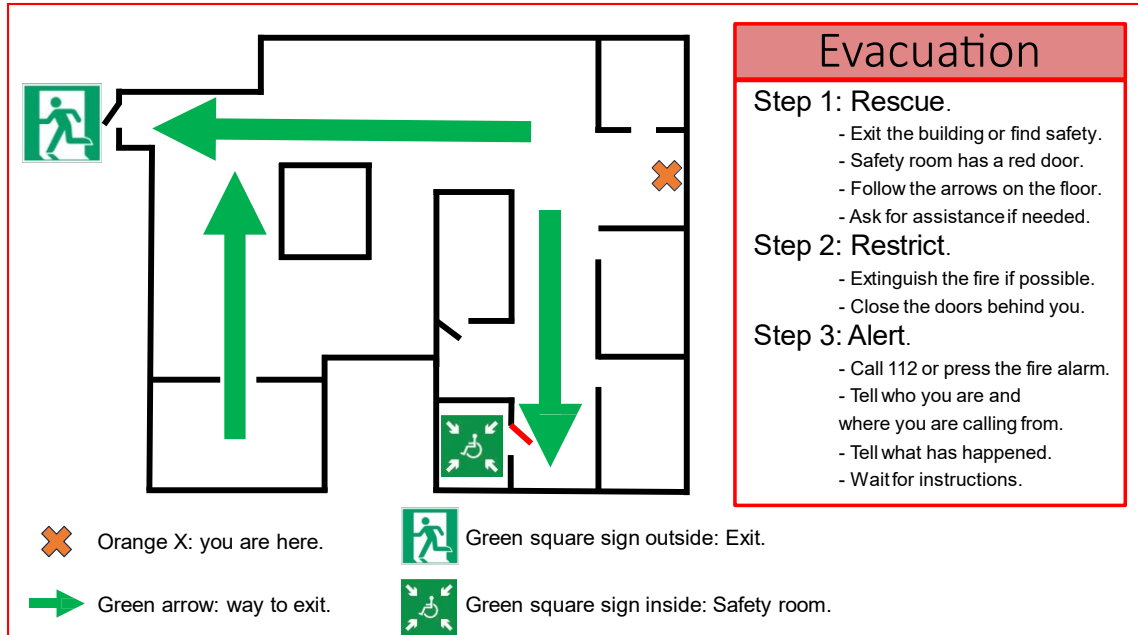 Evacuation
Step 1: Rescue.
- Exit the building or find safety.
- Safety room has a red door.
- Follow the arrows on the floor.
- Ask for assistance if needed.
Step 2: Restrict.
- Extinguish the fire if possible.
- Close the doors behind you.
Step 3: Alert.
- Call 112 or press the fire alarm.
- Tell who you are and
where you are calling from.
- Tell what has happened.
- Wait for instructions.
Orange X: you are here.
Green square sign outside: Exit.
Green arrow: way to exit.
Green square sign inside: Safety room.